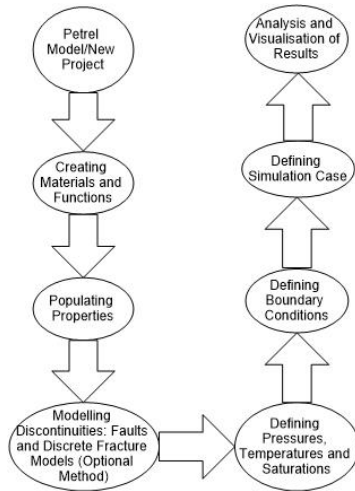 Petrel
Model/New
Project
Creating
Materials and
Functions
Populating
Properties
Modelling
Discontinuities: Faults
and Discrete Fracture
Models (Optional
Method)
Defining
Pressures,
Temperatures and
Saturations
Defining
Boundary
Conditions
Defining
Simulation Case
Analysis and
Visualisation of
Results